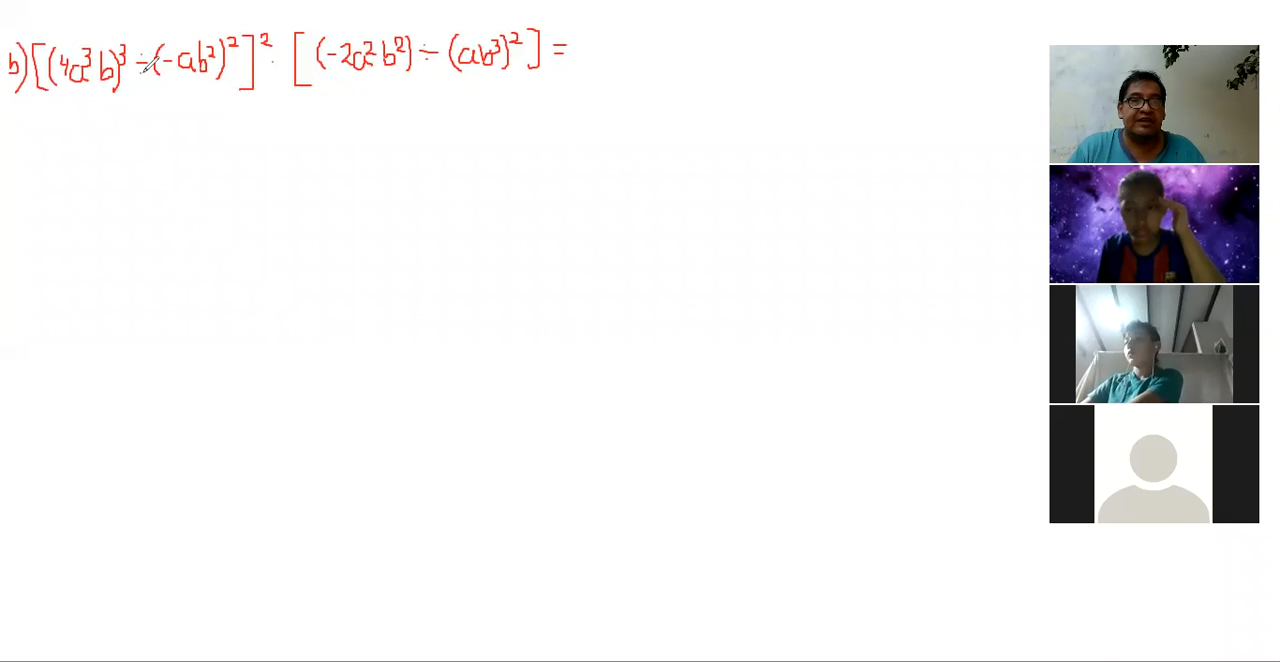 b) [(4a³b)³ ÷ (-ab²)²]² · [(-2a²b²) ÷ (ab³)²] =